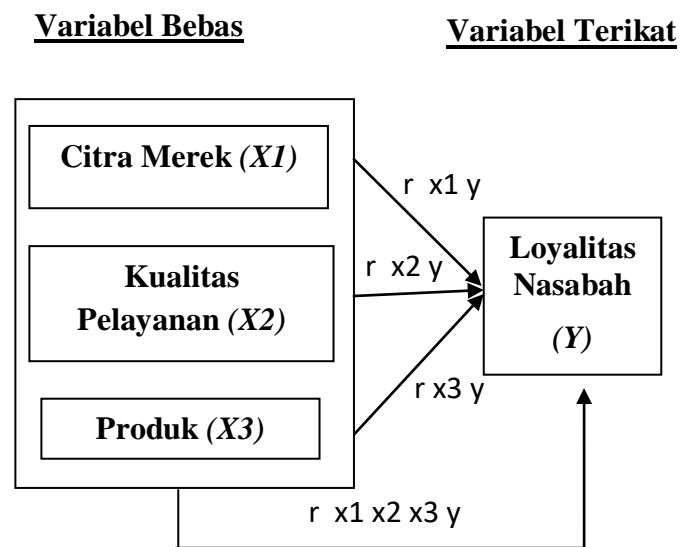 Variabel Bebas
Variabel Terikat
Citra Merek (X1)
r x1 y
Kualitas
Pelayanan (X2)
r x2 y
Loyalitas
Nasabah
(Y)
Produk (X3)
r x3 y
r x1 x2 x3 y